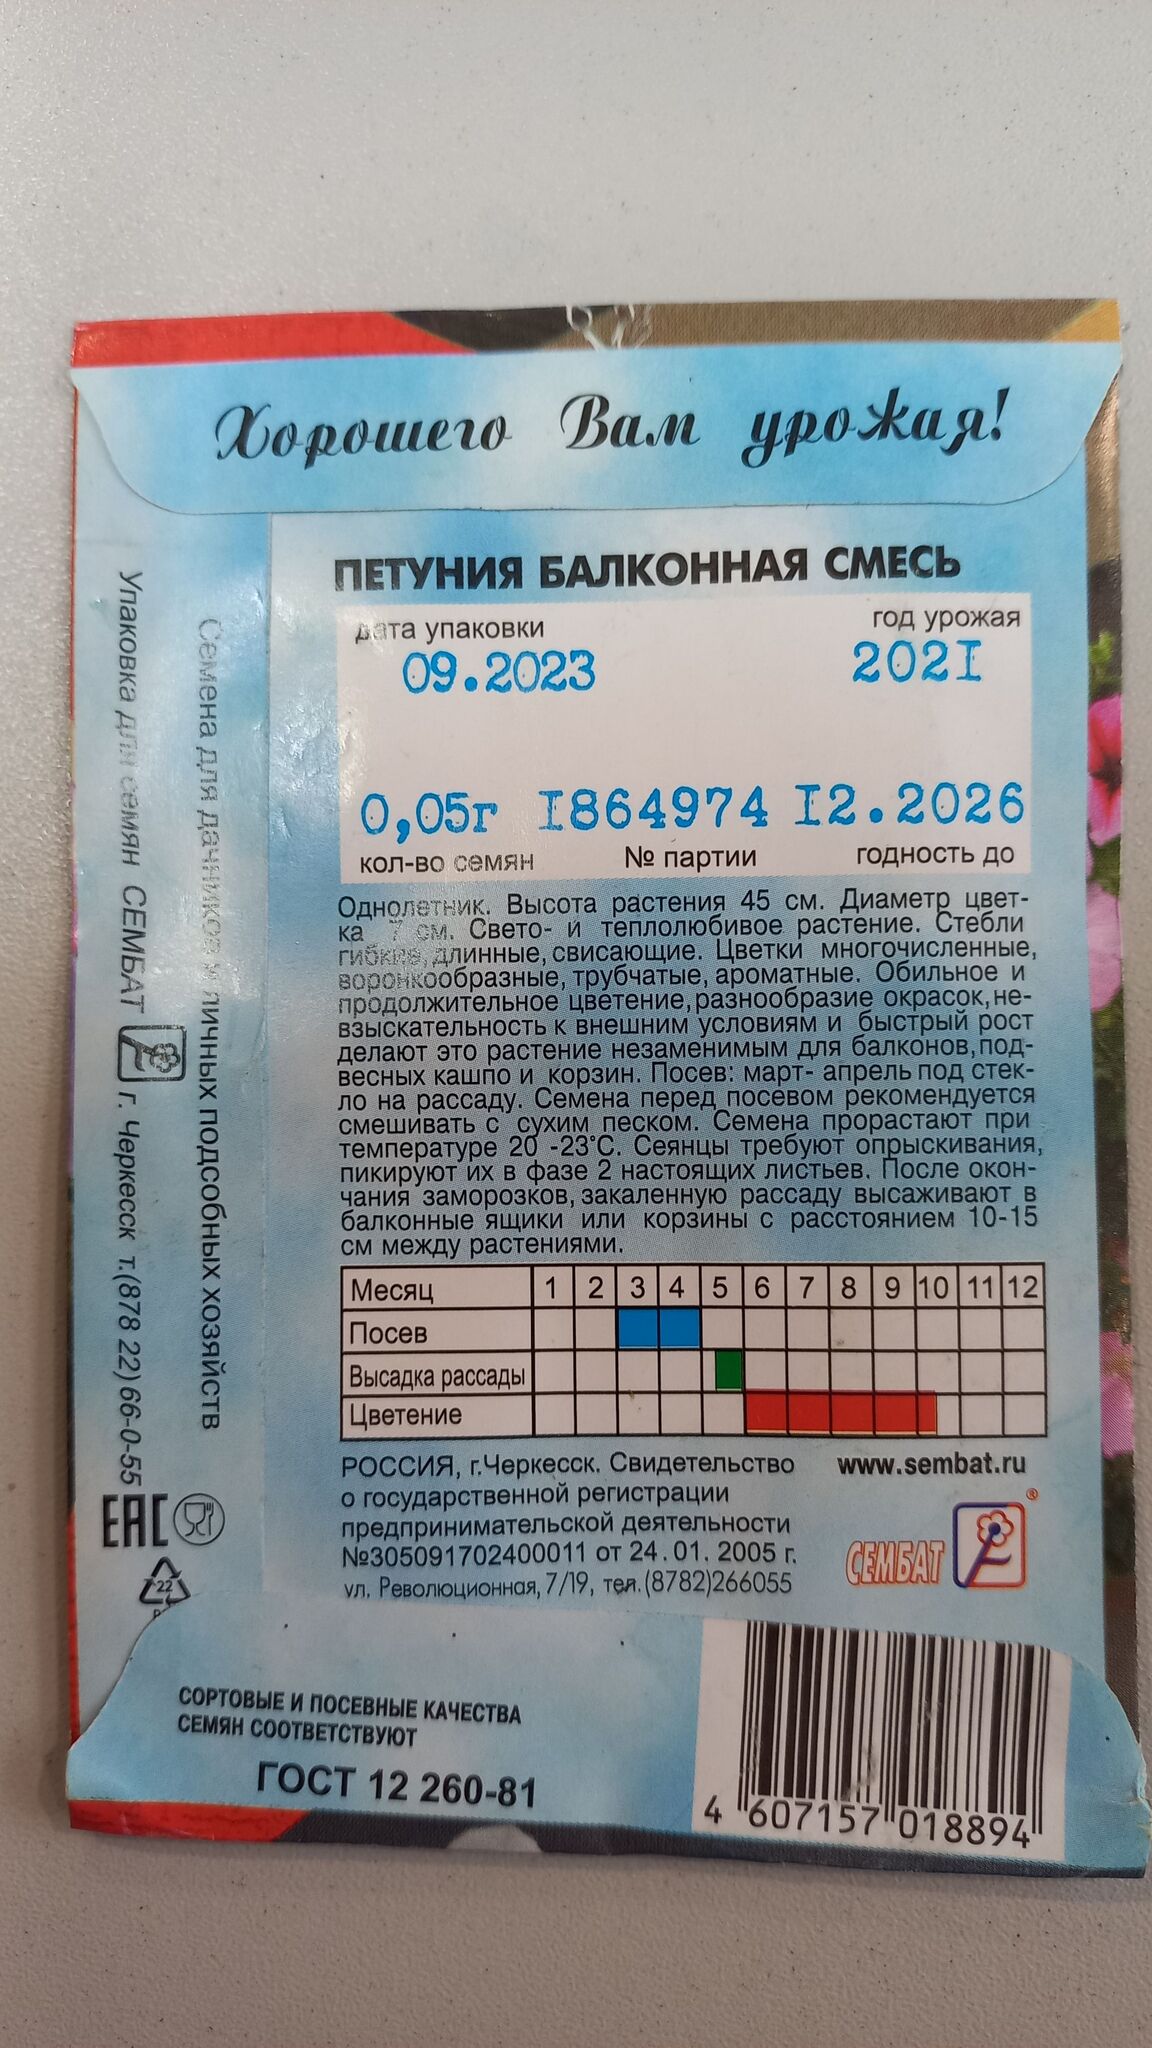 Хорошего Вам урожая!
ПЕТУНИЯ БАЛКОННАЯ СМЕСЬ
дата упаковки год урожая
09.2023 2021
0,05г 1864974 12.2026
кол-во семян № партии годность до
Однолетник. Высота растения 45 см. Диаметр цвет-
ка 7 см. Свето- и теплолюбивое растение. Стебли
гибкие, длинные, свисающие. Цветки многочисленные,
воронкообразные, трубчатые, ароматные. Обильное и
продолжительное цветение, разнообразие окрасок, не-
взыскательность к внешним условиям и быстрый рост
делают это растение незаменимым для балконов, под-
весных кашпо и корзин. Посев: март- апрель под стек-
ло на рассаду. Семена перед посевом рекомендуется
смешивать с сухим песком. Семена прорастают при
температуре 20 -23°С. Сеянцы требуют опрыскивания,
пикируют их в фазе 2 настоящих листьев. После окон-
чания заморозков, закаленную рассаду высаживают в
балконные ящики или корзины с расстоянием 10-15
см между растениями.
Месяц 1 2 3 4 5 6 7 8 9 10 11 12
Посев
Высадка рассады
Цветение
РОССИЯ, г.Черкесск. Свидетельство
о государственной регистрации
предпринимательской деятельности
№305091702400011 от 24.01.2005 г.
ул. Революционная, 7/19, тел.(8782)266055
www.sembat.ru
СЕМБАТ
®
Семена для дачников и личных подсобных хозяйств
Упаковка для семян СЕМБАТ г. Черкесск т.(878 22) 66-0-55
EAC
22
СОРТОВЫЕ И ПОСЕВНЫЕ КАЧЕСТВА
СЕМЯН СООТВЕТСТВУЮТ
ГОСТ 12 260-81
4 607157 018894